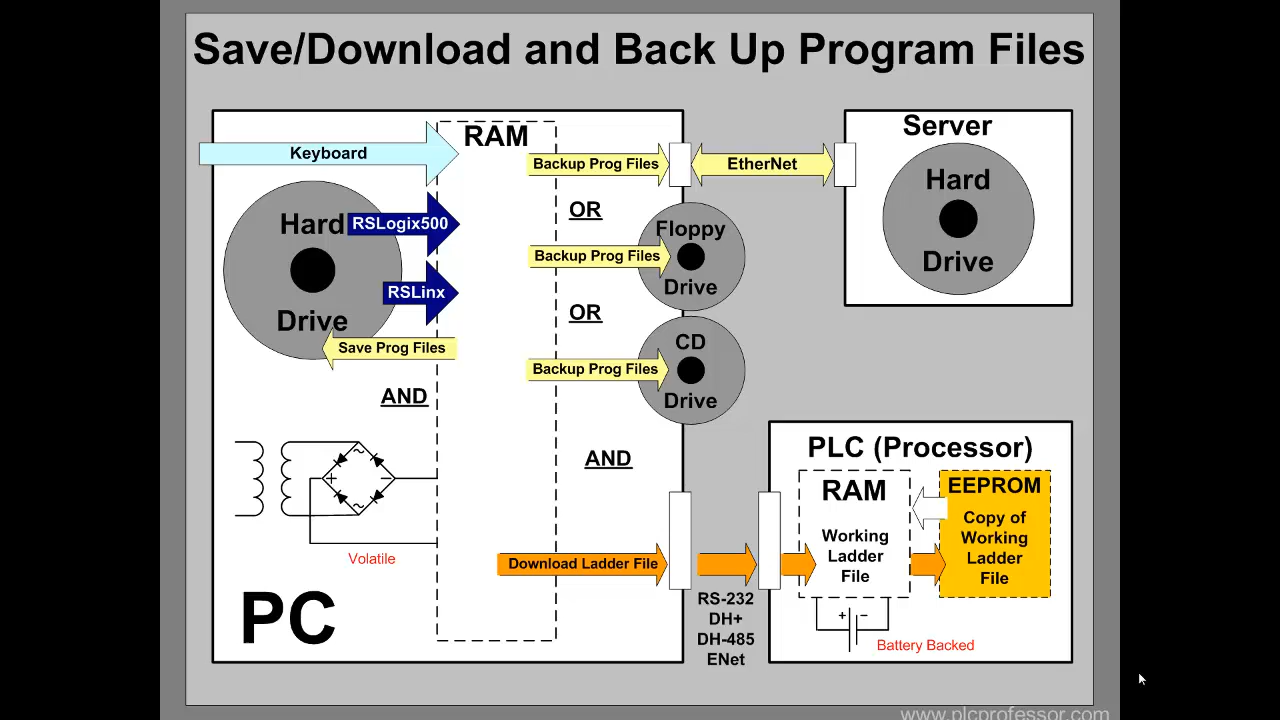 Save/Download and Back Up Program Files
RAM
Keyboard
Backup Prog Files
EtherNet
Server
Hard
Drive
OR
Hard
RSLogix500
Floppy
Drive
Backup Prog Files
RSLinx
Drive
OR
Save Prog Files
CD
Drive
Backup Prog Files
AND
AND
~
+
−
~
Volatile
PC
Download Ladder File
RS-232
DH+
DH-485
ENet
PLC (Processor)
RAM
Working
Ladder
File
EEPROM
Copy of
Working
Ladder
File
+ −
Battery Backed
www.plcprofessor.com